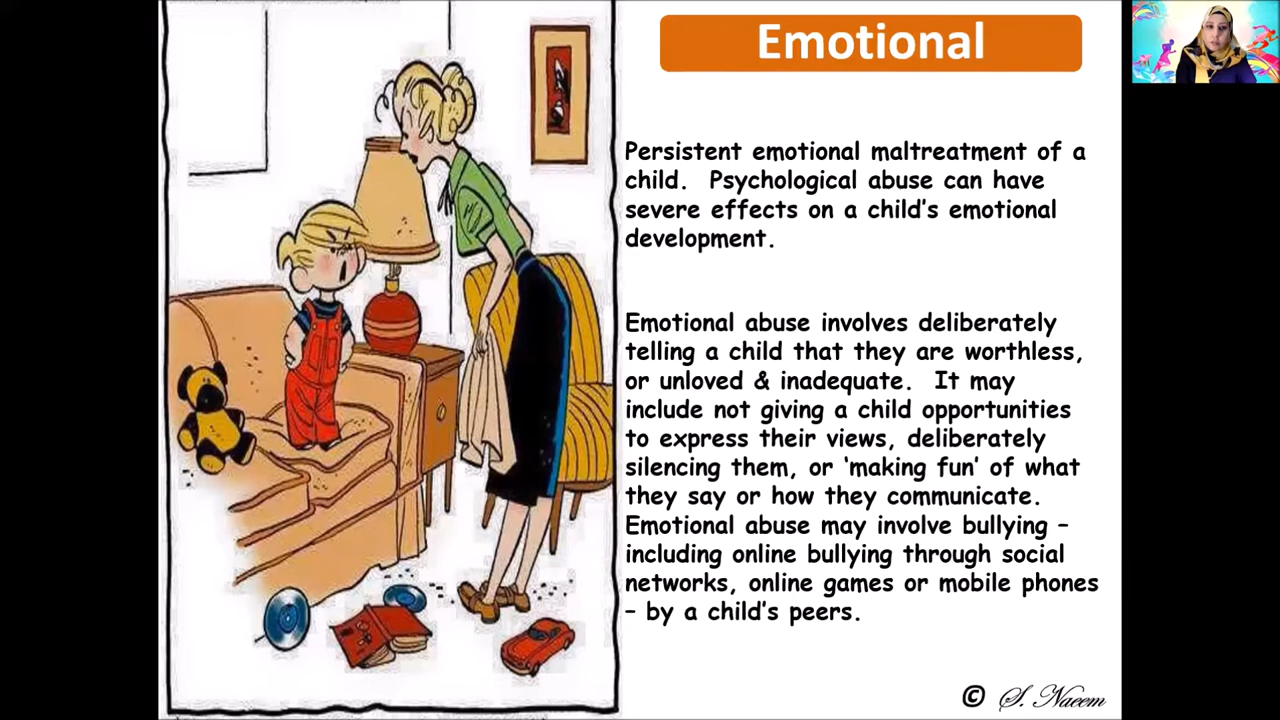 Emotional
Persistent emotional maltreatment of a
child.  Psychological abuse can have
severe effects on a child's emotional
development.
Emotional abuse involves deliberately
telling a child that they are worthless,
or unloved & inadequate.  It may
include not giving a child opportunities
to express their views, deliberately
silencing them, or ‘making fun’ of what
they say or how they communicate.
Emotional abuse may involve bullying –
including online bullying through social
networks, online games or mobile phones
– by a child’s peers.
© S. Naeem